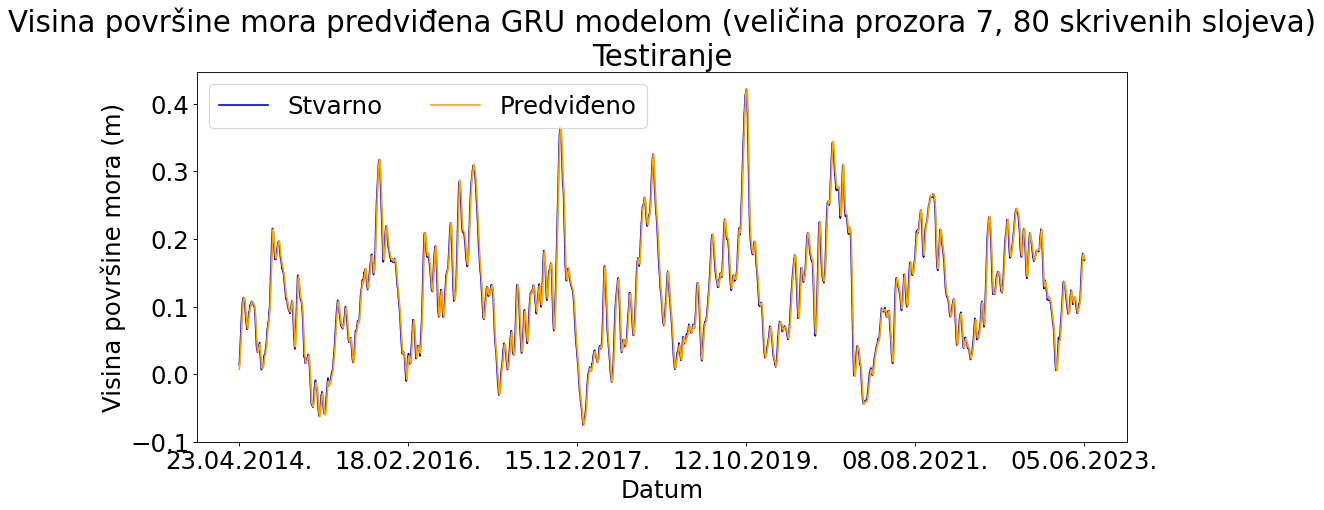 Visina površine mora predviđena GRU modelom (veličina prozora 7, 80 skrivenih slojeva)
Testiranje
Stvarno
Predviđeno
Visina površine mora (m)
0.4
0.3
0.2
0.1
0.0
−0.1
23.04.2014.
18.02.2016.
15.12.2017.
12.10.2019.
08.08.2021.
05.06.2023.
Datum